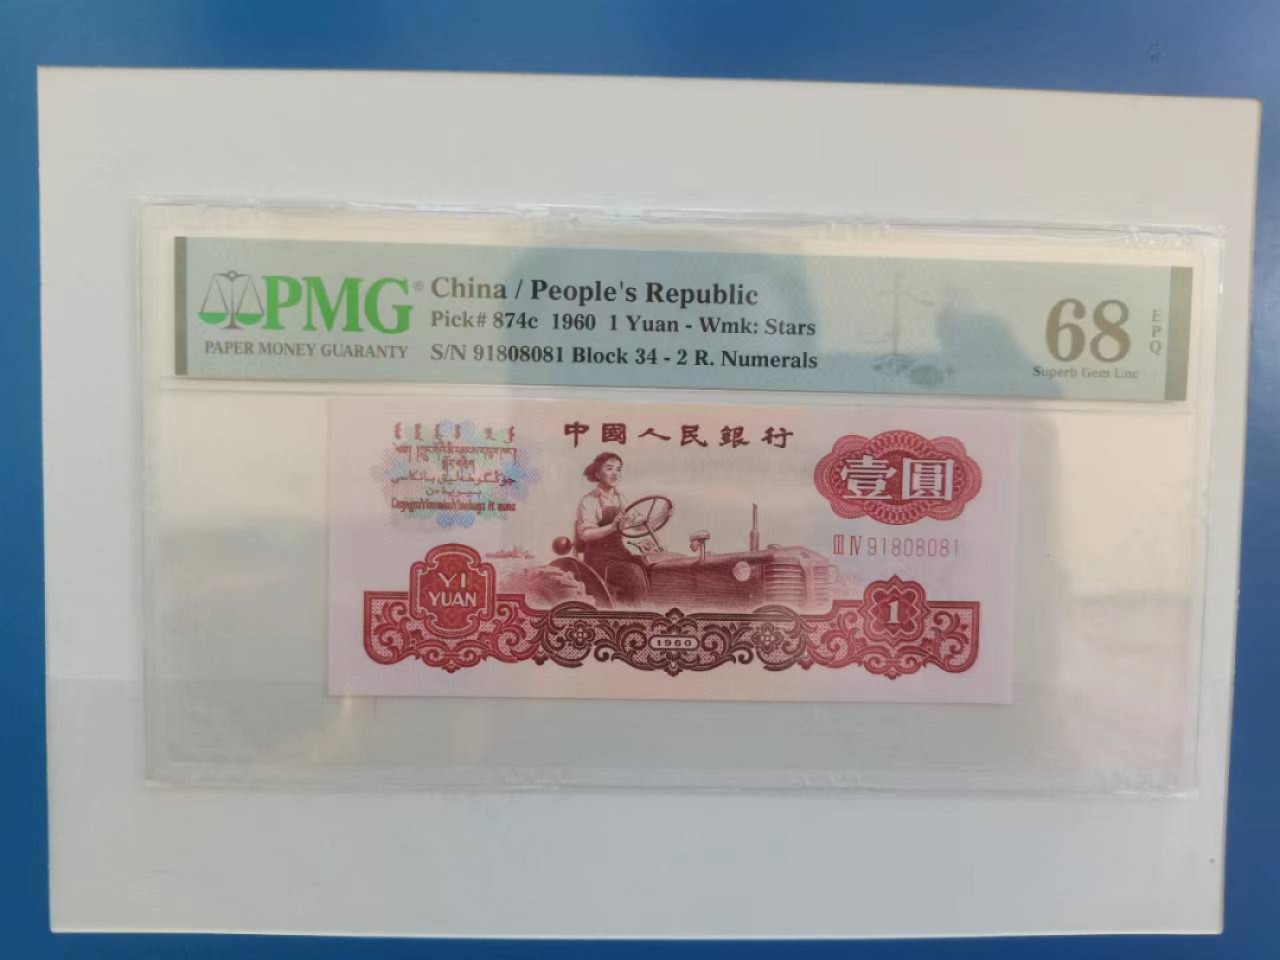 PMG®
PAPER MONEY GUARANTY
China / People's Republic
Pick# 874c 1960 1 Yuan - Wmk: Stars
S/N 91808081 Block 34 - 2 R. Numerals
68
EPQ
Superb Gem Unc
中國人民銀行
壹圓
III IV 91808081
YI
YUAN
1960
1